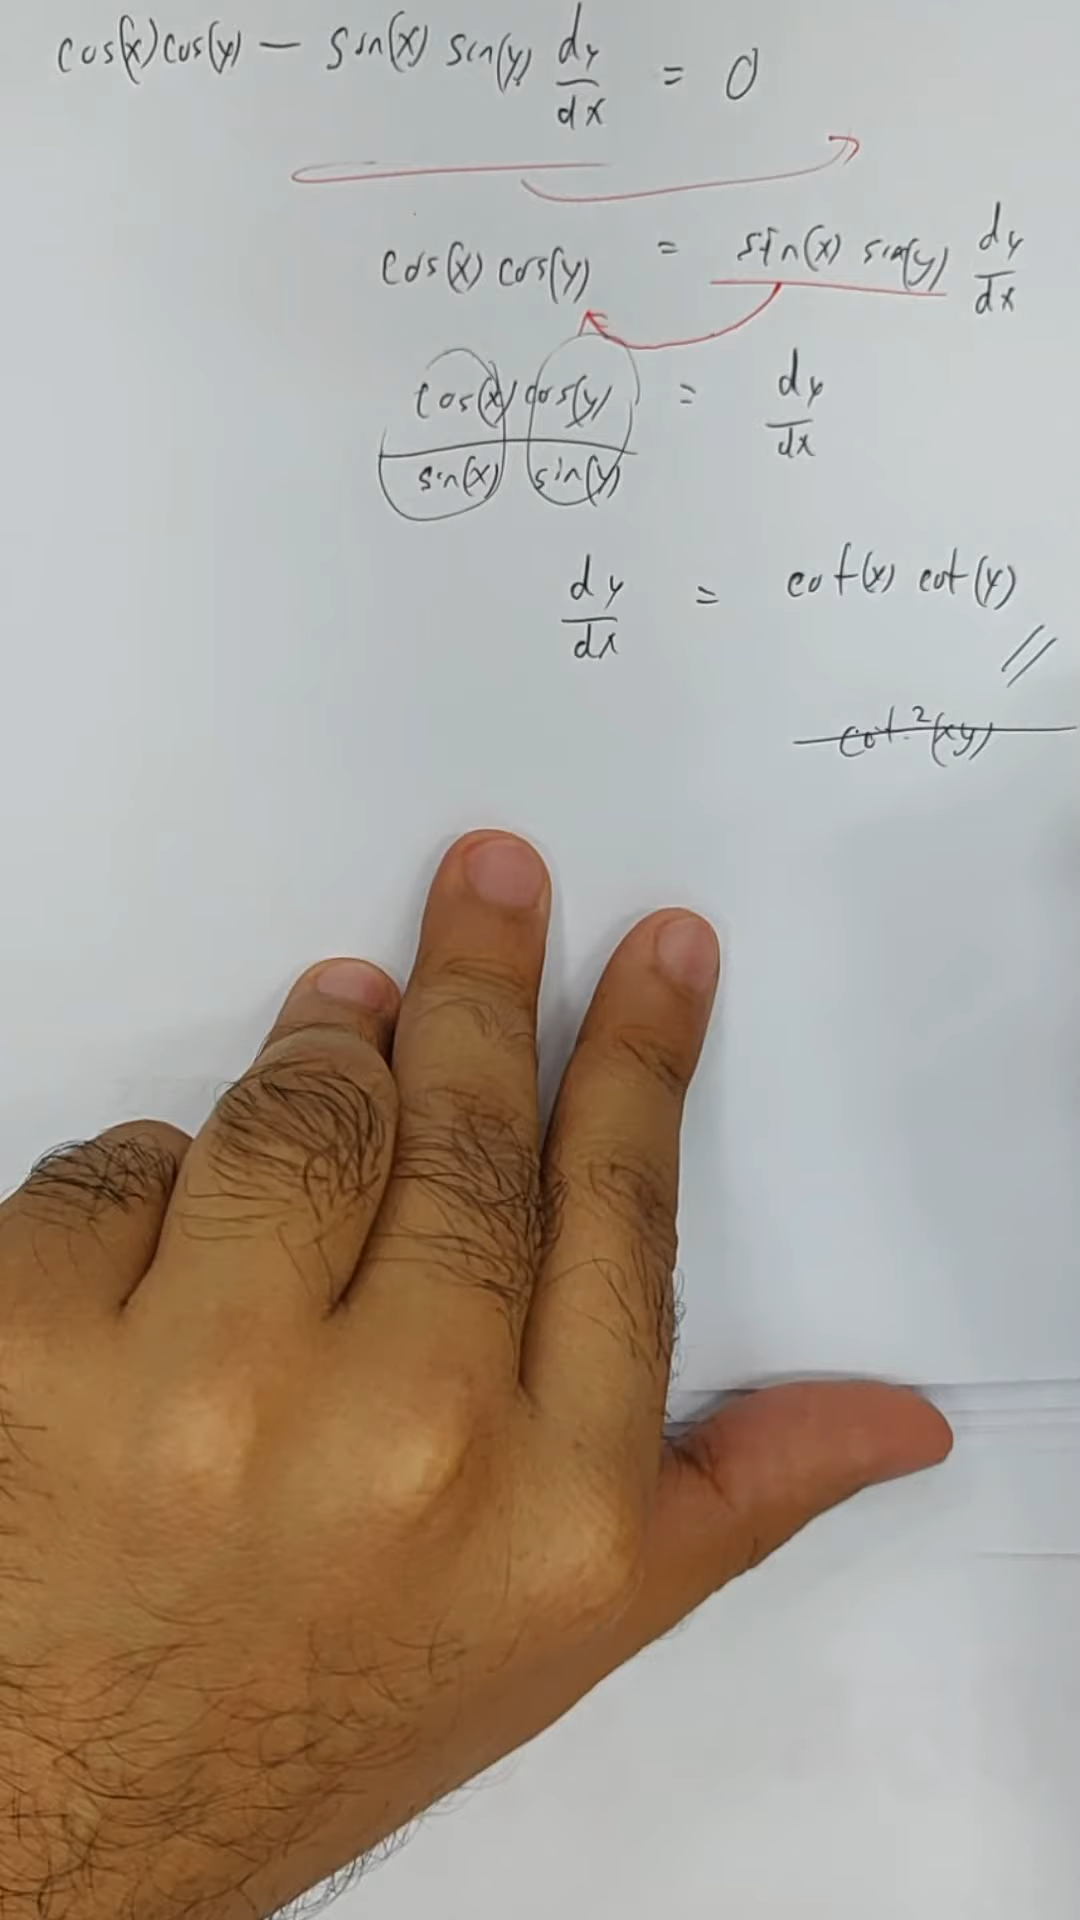 cos(x) cos(y) - sin(x) sin(y) dy/dx = 0
cos(x) cos(y) = sin(x) sin(y) dy/dx
cos(x) cos(y) / sin(x) sin(y) = dy/dx
dy/dx = cot(x) cot(y) //
cot²(xy)